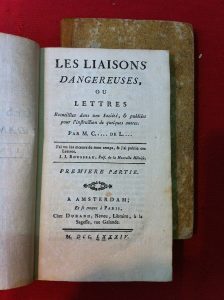 LES LIAISONS
DANGEREUSES,
OU
LETTRES
Recueillies dans une Société, & publiées
pour l'instruction de quelques autres.
PAR M. C..... DE L...
J'ai vu les mœurs de mon temps, & j'ai publié ces
Lettres.
J. J. ROUSSEAU, Préf. de la Nouvelle Héloïse.
PREMIERE PARTIE.
A AMSTERDAM;
Et se trouve à PARIS,
Chez DURAND, Neveu, Libraire, à la
Sagesse, rue Galande.
M. DCC. LXXXIV.